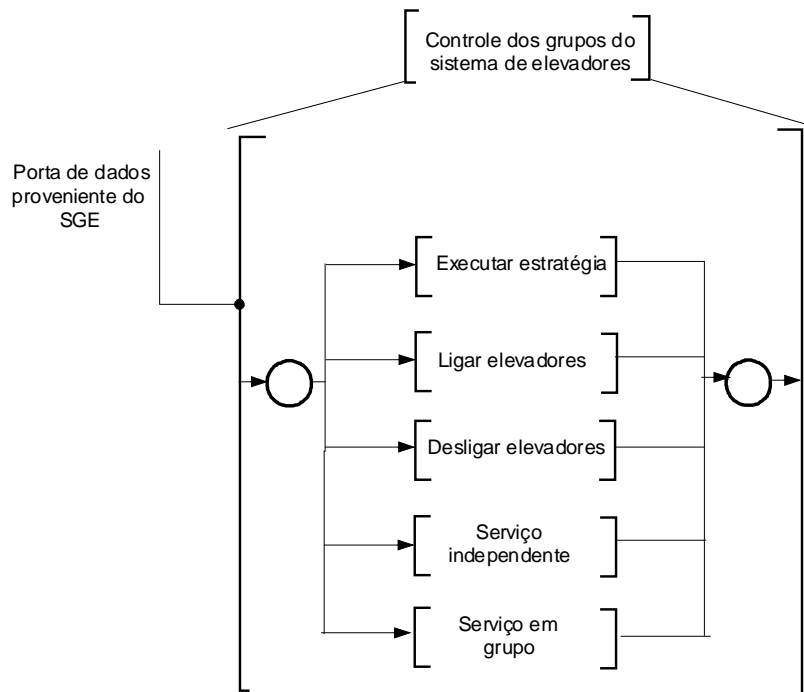 Controle dos grupos do
sistema de elevadores
Porta de dados
proveniente do
SGE
Executar estratégia
Ligar elevadores
Desligar elevadores
Serviço
independente
Serviço em
grupo